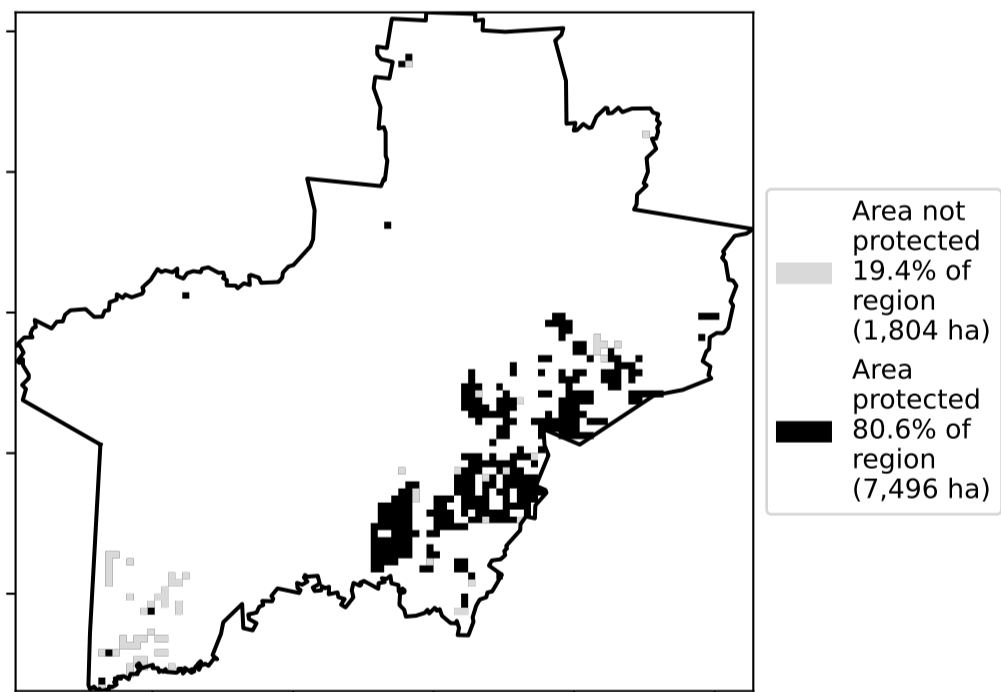 Area not
protected
19.4% of
region
(1,804 ha)
Area
protected
80.6% of
region
(7,496 ha)